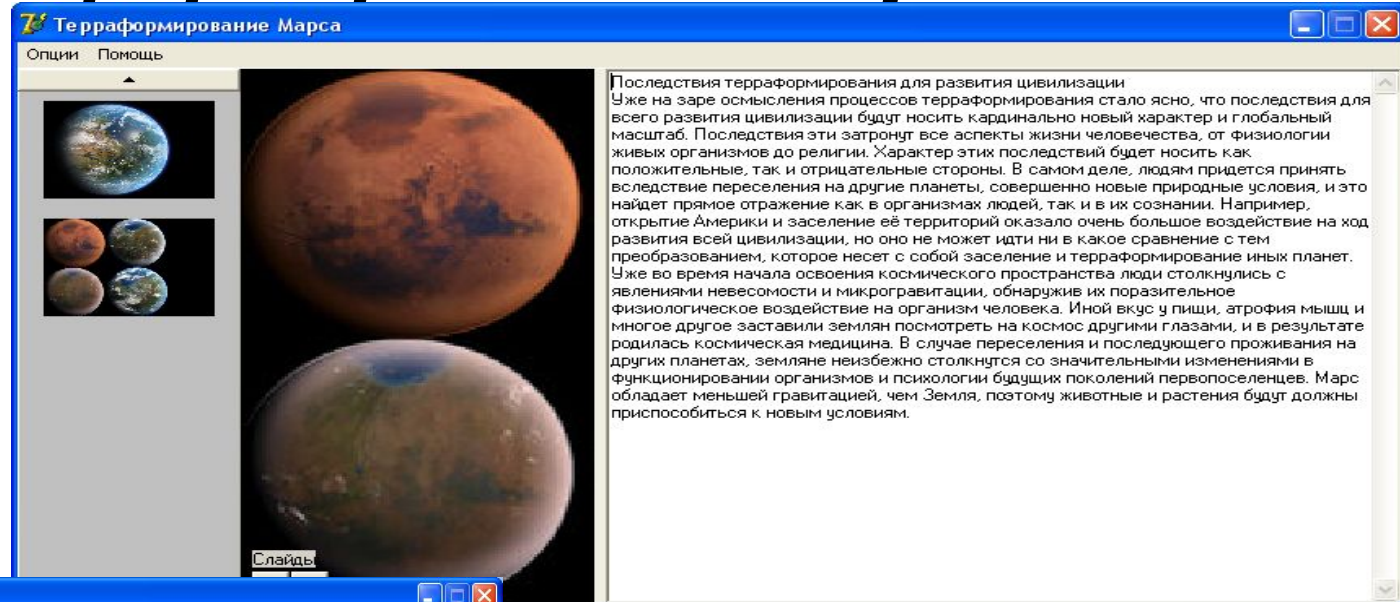 Терраформирование Марса
Опции Помощь
Последствия терраформирования для развития цивилизации
Уже на заре осмысления процессов терраформирования стало ясно, что последствия для
всего развития цивилизации будут носить кардинально новый характер и глобальный
масштаб. Последствия эти затронут все аспекты жизни человечества, от физиологии
живых организмов до религии. Характер этих последствий будет носить как
положительные, так и отрицательные стороны. В самом деле, людям придется принять
вследствие переселения на другие планеты, совершенно новые природные условия, и это
найдет прямое отражение как в организмах людей, так и в их сознании. Например,
открытие Америки и заселение её территорий оказало очень большое воздействие на ход
развития всей цивилизации, но оно не может идти ни в какое сравнение с тем
преобразованием, которое несет с собой заселение и терраформирование иных планет.
Уже во время начала освоения космического пространства люди столкнулись с
явлениями невесомости и микрогравитации, обнаружив их поразительное
физиологическое воздействие на организм человека. Иной вкус у пищи, атрофия мышц и
многое другое заставили землян посмотреть на космос другими глазами, и в результате
родилась космическая медицина. В случае переселения и последующего проживания на
других планетах, земляне неизбежно столкнутся со значительными изменениями в
функционировании организмов и психологии будущих поколений первопоселенцев. Марс
обладает меньшей гравитацией, чем Земля, поэтому животные и растения будут должны
приспособиться к новым условиям.
Слайды